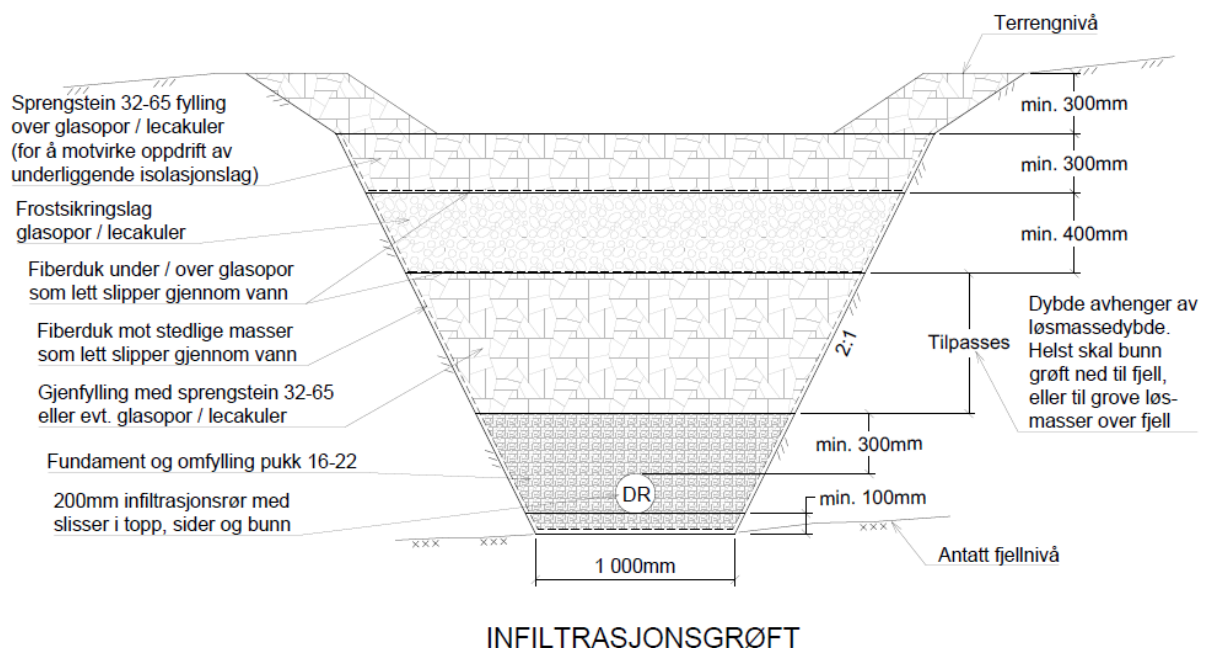 Terrengnivå
Sprengstein 32-65 fylling
over glasopor / lecakuler
(for å motvirke oppdrift av
underliggende isolasjonslag)
Frostsikringslag
glasopor / lecakuler
Fiberduk under / over glasopor
som lett slipper gjennom vann
Fiberduk mot stedlige masser
som lett slipper gjennom vann
Gjenfylling med sprengstein 32-65
eller evt. glasopor / lecakuler
Fundament og omfylling pukk 16-22
200mm infiltrasjonsrør med
slisser i topp, sider og bunn
DR
2:1
min. 300mm
min. 300mm
min. 400mm
Tilpasses
Dybde avhenger av
løsmassedybde.
Helst skal bunn
grøft ned til fjell,
eller til grove løs-
masser over fjell
min. 300mm
min. 100mm
Antatt fjellnivå
1 000mm
INFILTRASJONSGRØFT